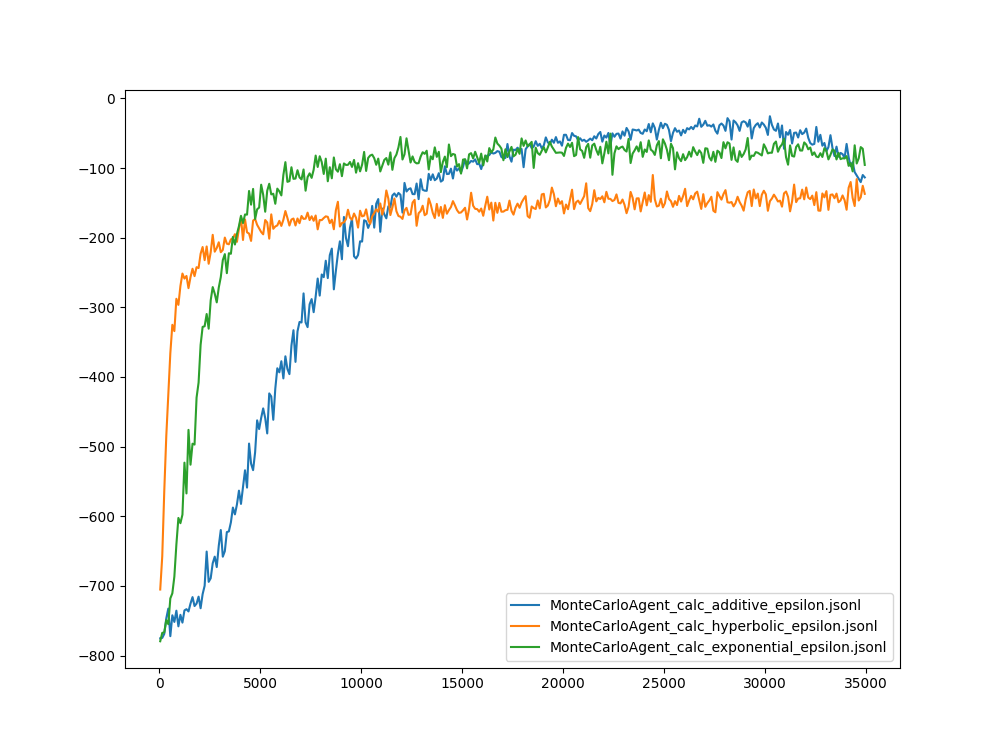 0
−100
−200
−300
−400
−500
−600
−700
−800
0 5000 10000 15000 20000 25000 30000 35000
MonteCarloAgent_calc_additive_epsilon.jsonl
MonteCarloAgent_calc_hyperbolic_epsilon.jsonl
MonteCarloAgent_calc_exponential_epsilon.jsonl